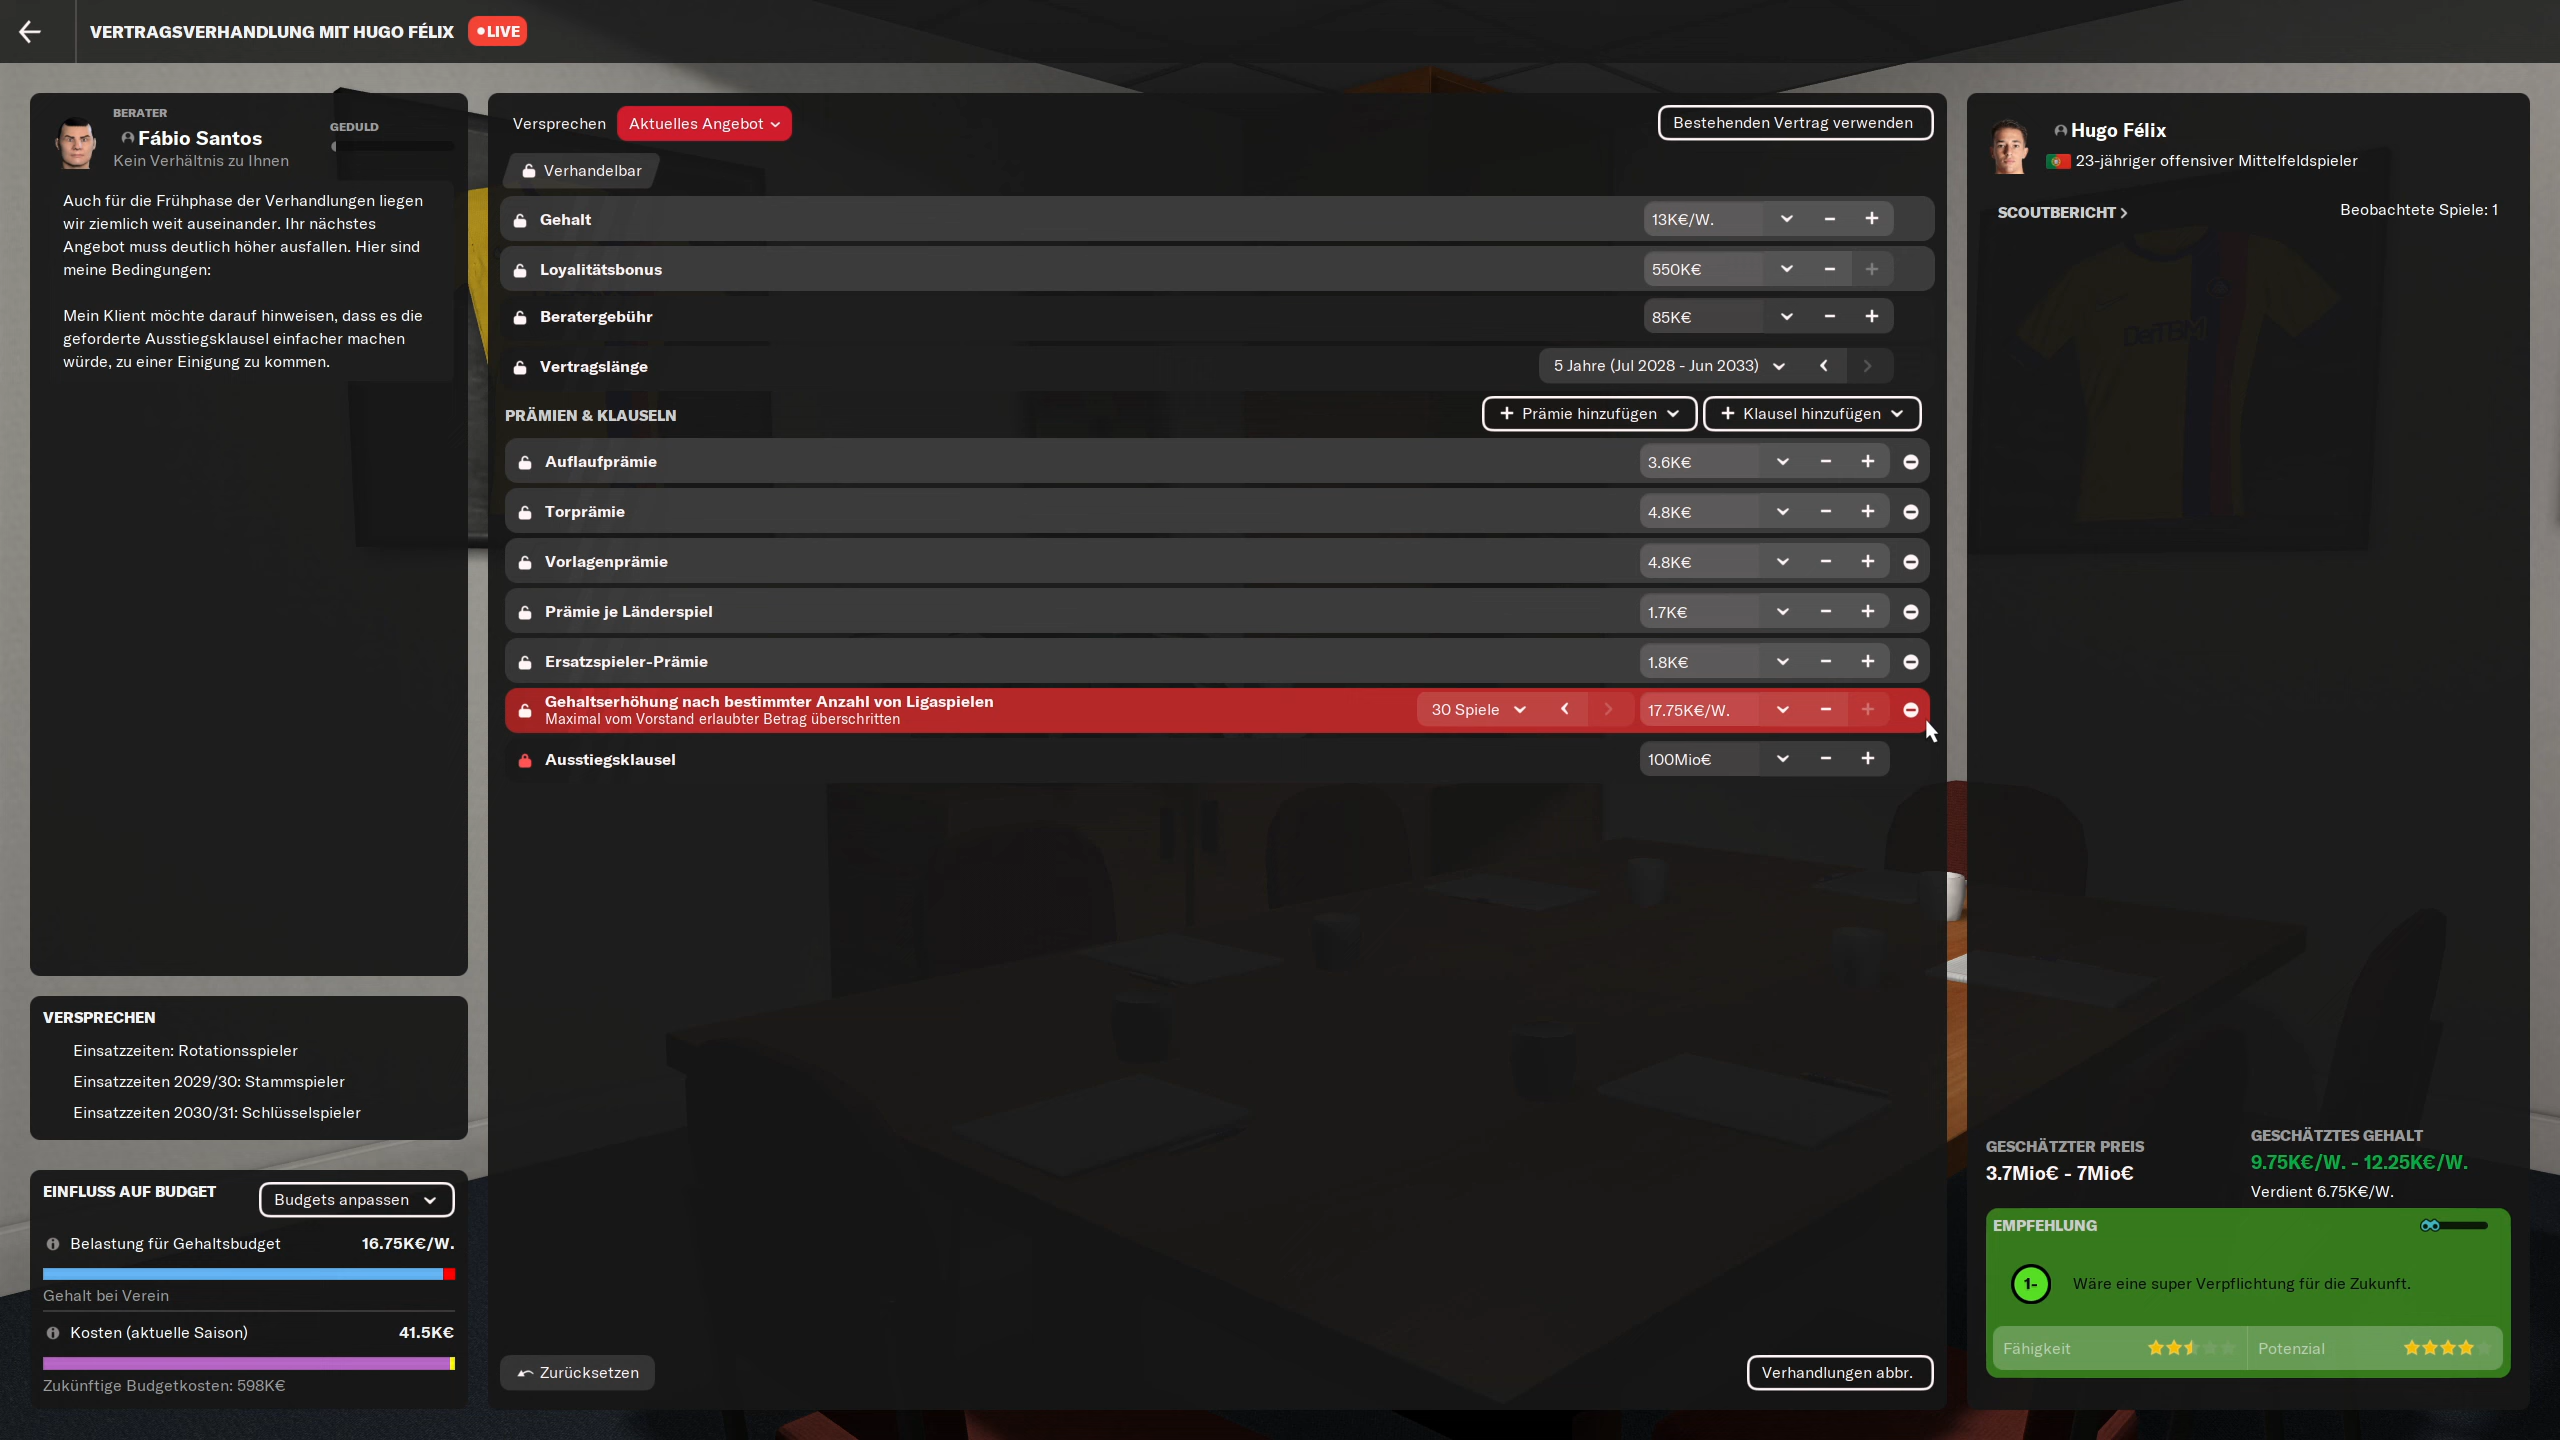 VERTRAGSVERHANDLUNG MIT HUGO FÉLIX
LIVE
BERATER
Fábio Santos
Kein Verhältnis zu Ihnen
GEDULD
Auch für die Frühphase der Verhandlungen liegen
wir ziemlich weit auseinander. Ihr nächstes
Angebot muss deutlich höher ausfallen. Hier sind
meine Bedingungen:
Mein Klient möchte darauf hinweisen, dass es die
geforderte Ausstiegsklausel einfacher machen
würde, zu einer Einigung zu kommen.
VERSPRECHEN
Einsatzzeiten: Rotationsspieler
Einsatzzeiten 2029/30: Stammspieler
Einsatzzeiten 2030/31: Schlüsselspieler
EINFLUSS AUF BUDGET
Budgets anpassen
Belastung für Gehaltsbudget 16.75K€/W.
Gehalt bei Verein
Kosten (aktuelle Saison) 41.5K€
Zukünftige Budgetkosten: 598K€
Versprechen Aktuelles Angebot
Bestehenden Vertrag verwenden
Verhandelbar
Gehalt 13K€/W.
Loyalitätsbonus 550K€
Beratergebühr 85K€
Vertragslänge 5 Jahre (Jul 2028 - Jun 2033)
PRÄMIEN & KLAUSELN
Prämie hinzufügen
Klausel hinzufügen
Auflaufprämie 3.6K€
Torprämie 4.8K€
Vorlagenprämie 4.8K€
Prämie je Länderspiel 1.7K€
Ersatzspieler-Prämie 1.8K€
Gehaltserhöhung nach bestimmter Anzahl von Ligaspielen 30 Spiele 17.75K€/W.
Maximal vom Vorstand erlaubter Betrag überschritten
Ausstiegsklausel 100Mio€
Zurücksetzen
Verhandlungen abbr.
Hugo Félix
23-jähriger offensiver Mittelfeldspieler
SCOUTBERICHT
Beobachtete Spiele: 1
GESCHÄTZTER PREIS
3.7Mio€ - 7Mio€
GESCHÄTZTES GEHALT
9.75K€/W. - 12.25K€/W.
Verdient 6.75K€/W.
EMPFEHLUNG
1-
Wäre eine super Verpflichtung für die Zukunft.
Fähigkeit
Potenzial